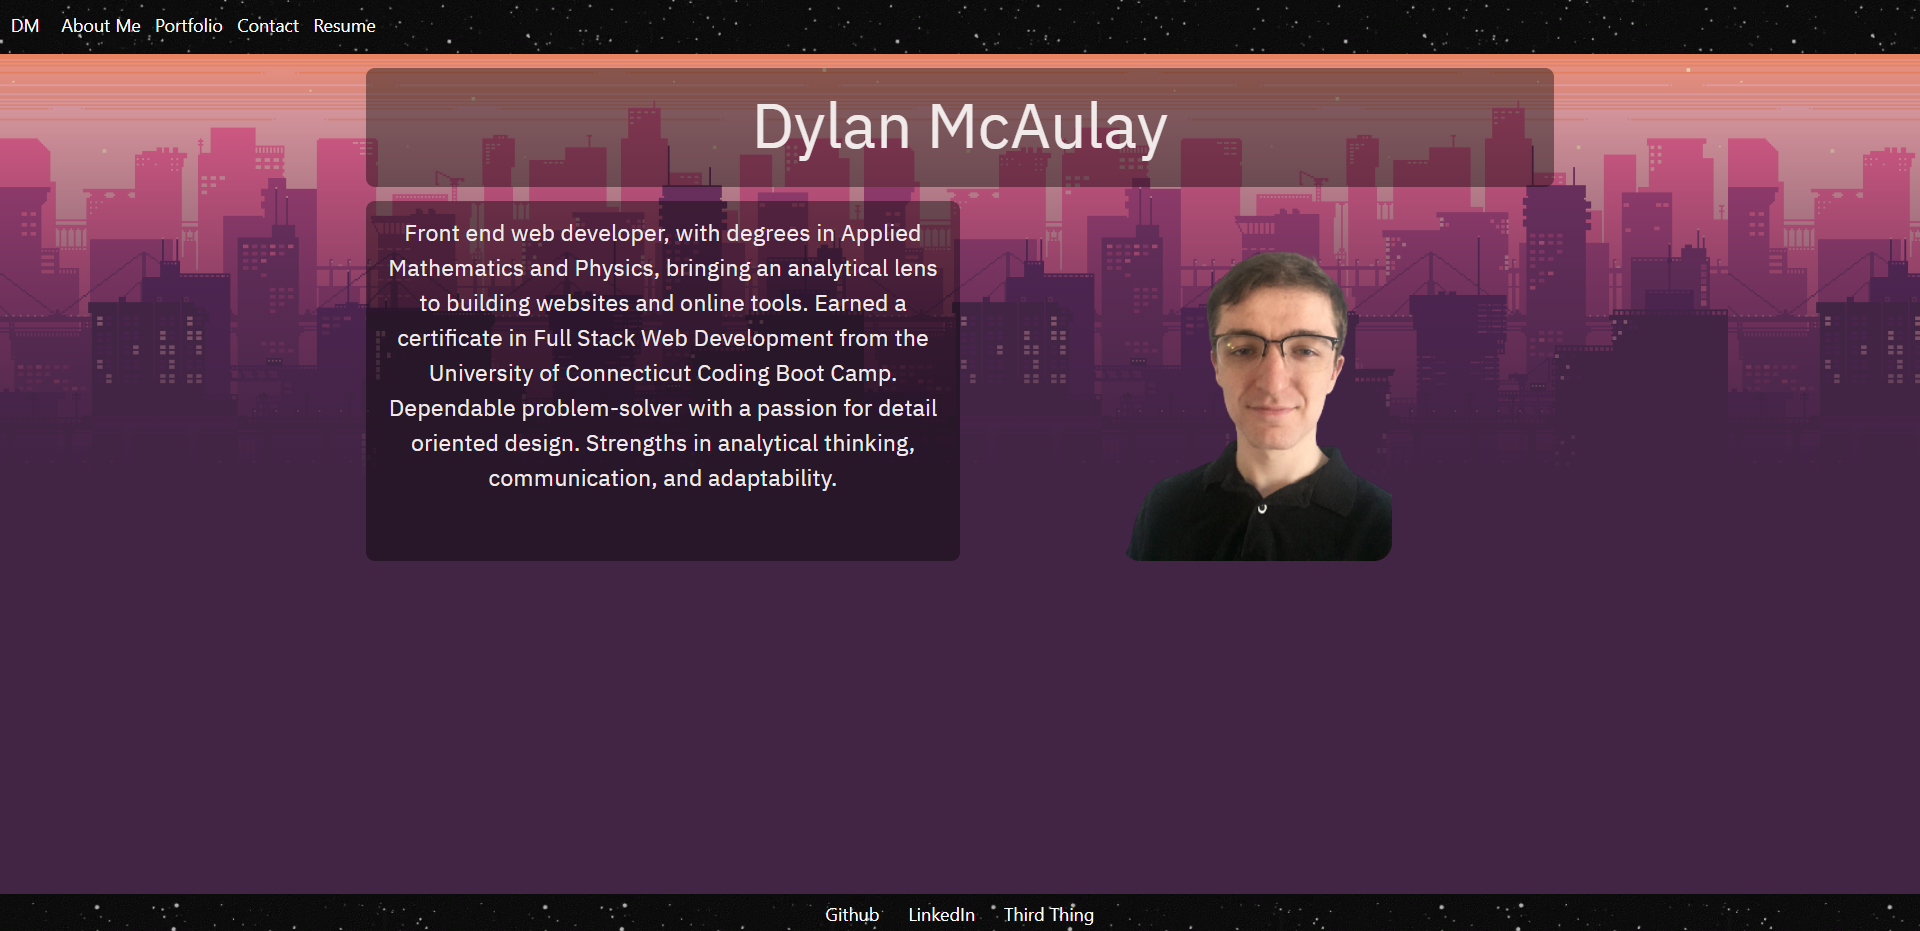 DM About Me Portfolio Contact Resume
Dylan McAulay
Front end web developer, with degrees in Applied
Mathematics and Physics, bringing an analytical lens
to building websites and online tools. Earned a
certificate in Full Stack Web Development from the
University of Connecticut Coding Boot Camp.
Dependable problem-solver with a passion for detail
oriented design. Strengths in analytical thinking,
communication, and adaptability.
Github LinkedIn Third Thing